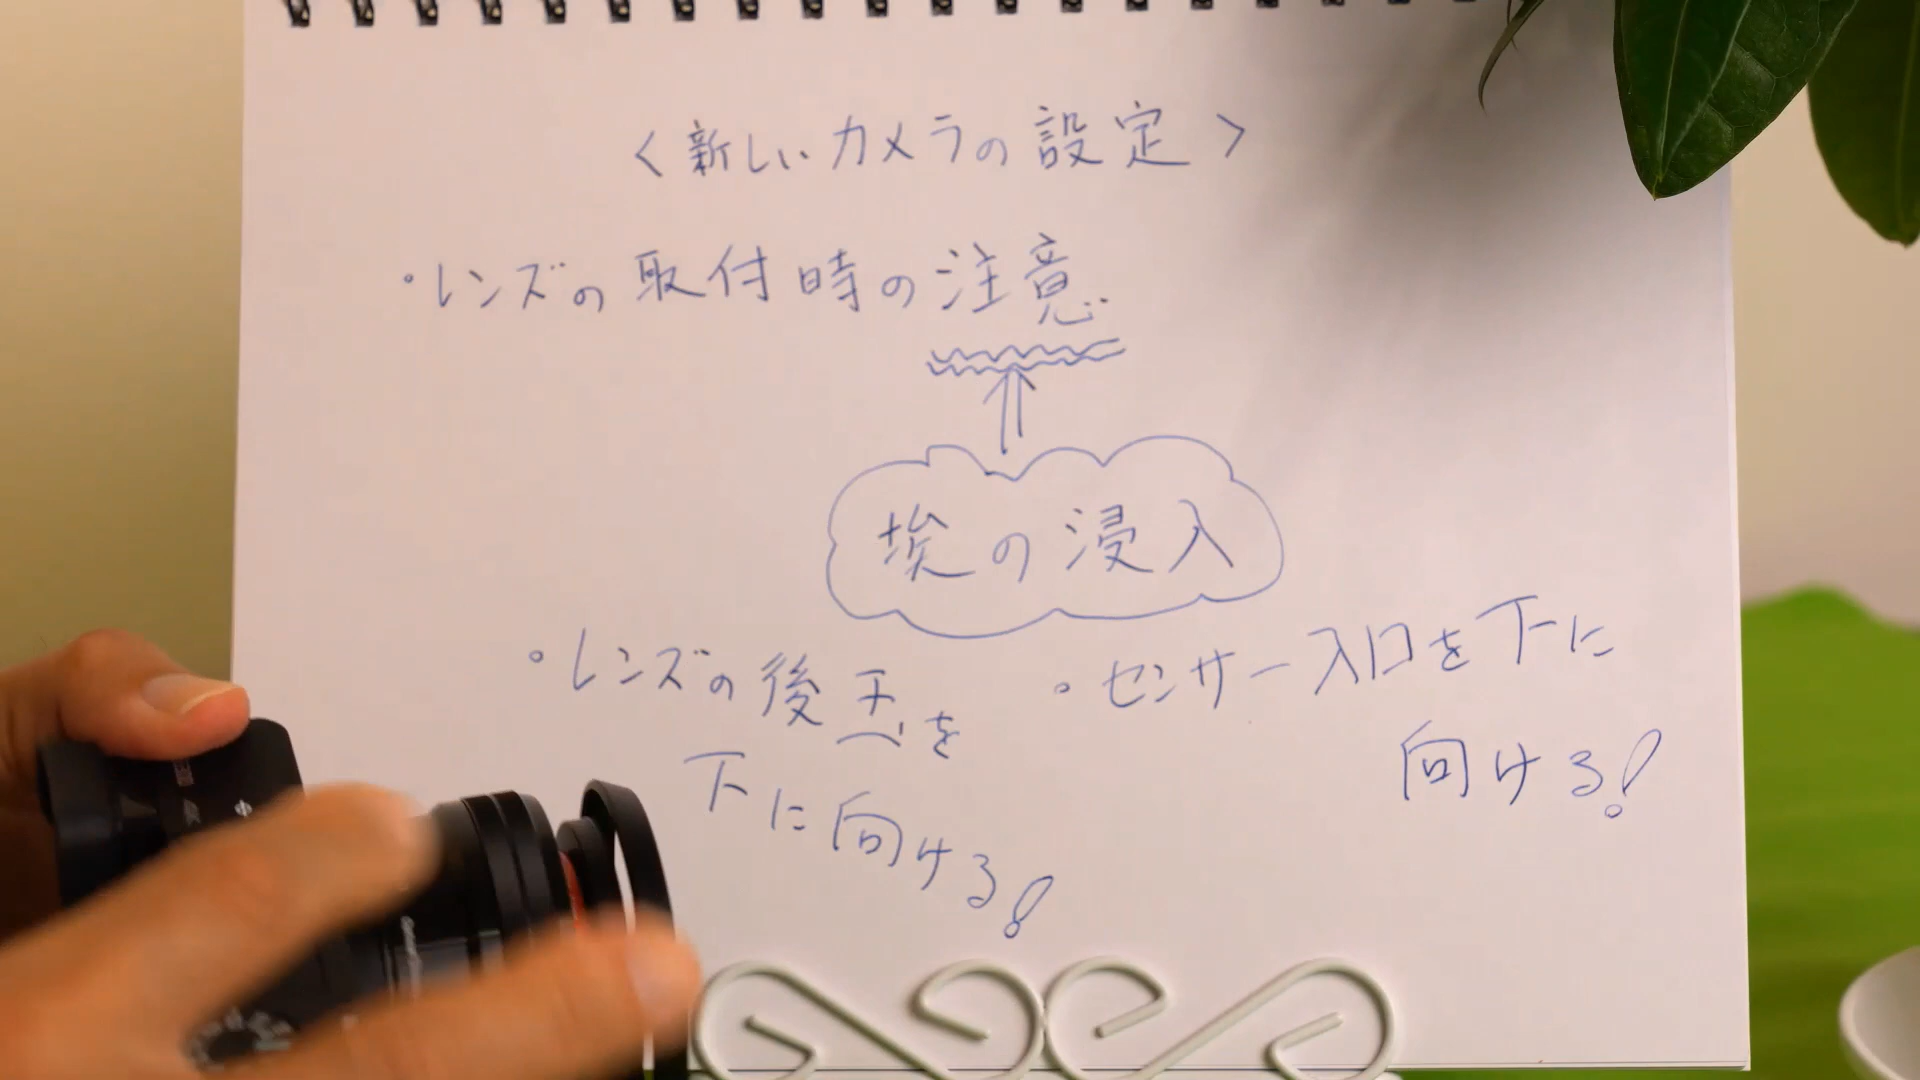 <新しいカメラの設定>
・レンズの取付時の注意
埃の浸入
・レンズの後玉を
下に向ける!
・センサー入口を下に
向ける!